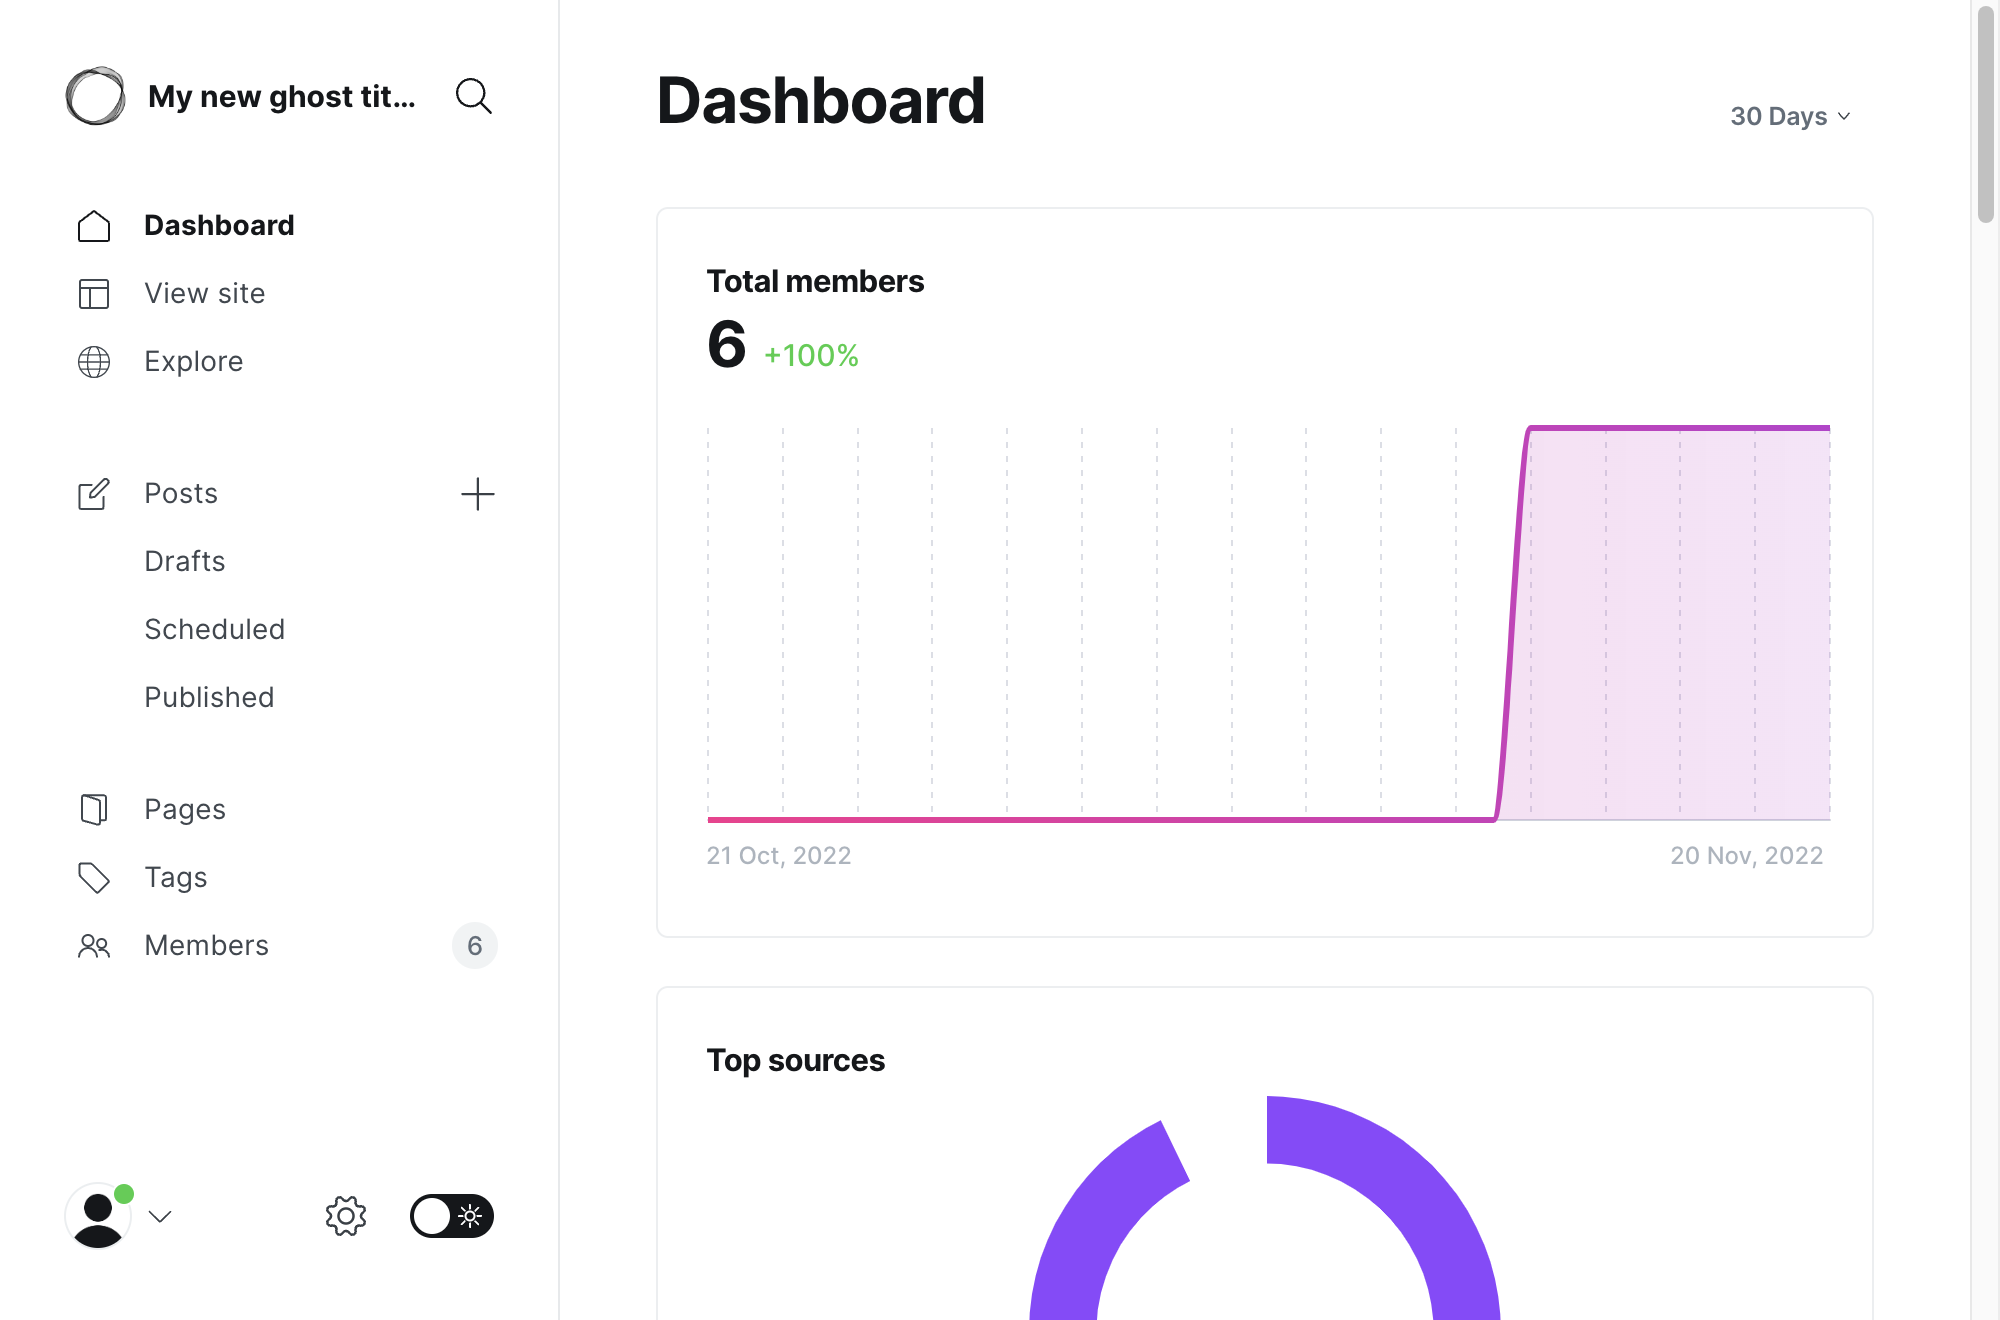 My new ghost tit...
Dashboard
View site
Explore
Posts
Drafts
Scheduled
Published
Pages
Tags
Members 6
Dashboard
30 Days
Total members
6 +100%
21 Oct, 2022 20 Nov, 2022
Top sources